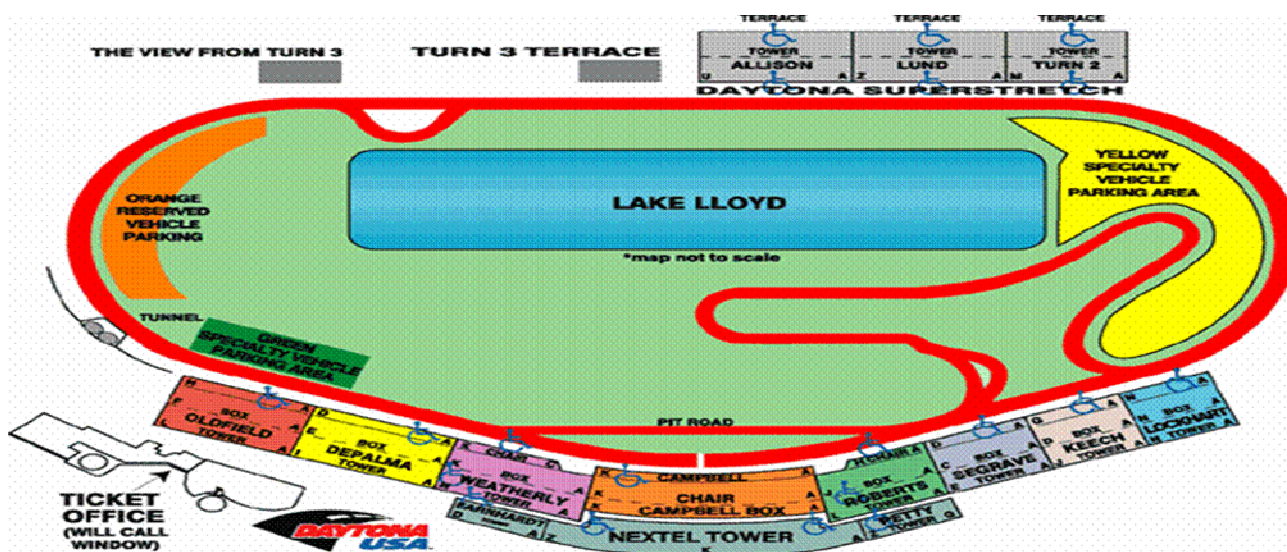 TERRACE
TERRACE
TERRACE
THE VIEW FROM TURN 3
TURN 3 TERRACE
TOWER
TOWER
TOWER
ALLISON
LUND
TURN 2
U
A
Z
A
M
A
DAYTONA SUPERSTRETCH
YELLOW
SPECIALTY
VEHICLE
PARKING AREA
ORANGE
RESERVED
VEHICLE
PARKING
LAKE LLOYD
*map not to scale
TUNNEL
GREEN
SPECIALTY VEHICLE
PARKING AREA
PIT ROAD
BOX
OLDFIELD
TOWER
BOX
DEPALMA
TOWER
CHAIR
BOX
WEATHERLY
TOWER
CAMPBELL
CHAIR
CAMPBELL BOX
CHAIR
BOX
ROBERTS
TOWER
BOX
SEGRAVE
TOWER
BOX
KEECH
TOWER
BOX
LOCKHART
TOWER
EARNHARDT
NEXTEL TOWER
PETTY
TOWER
TICKET
OFFICE
(WILL CALL
WINDOW)
DAYTONA
USA